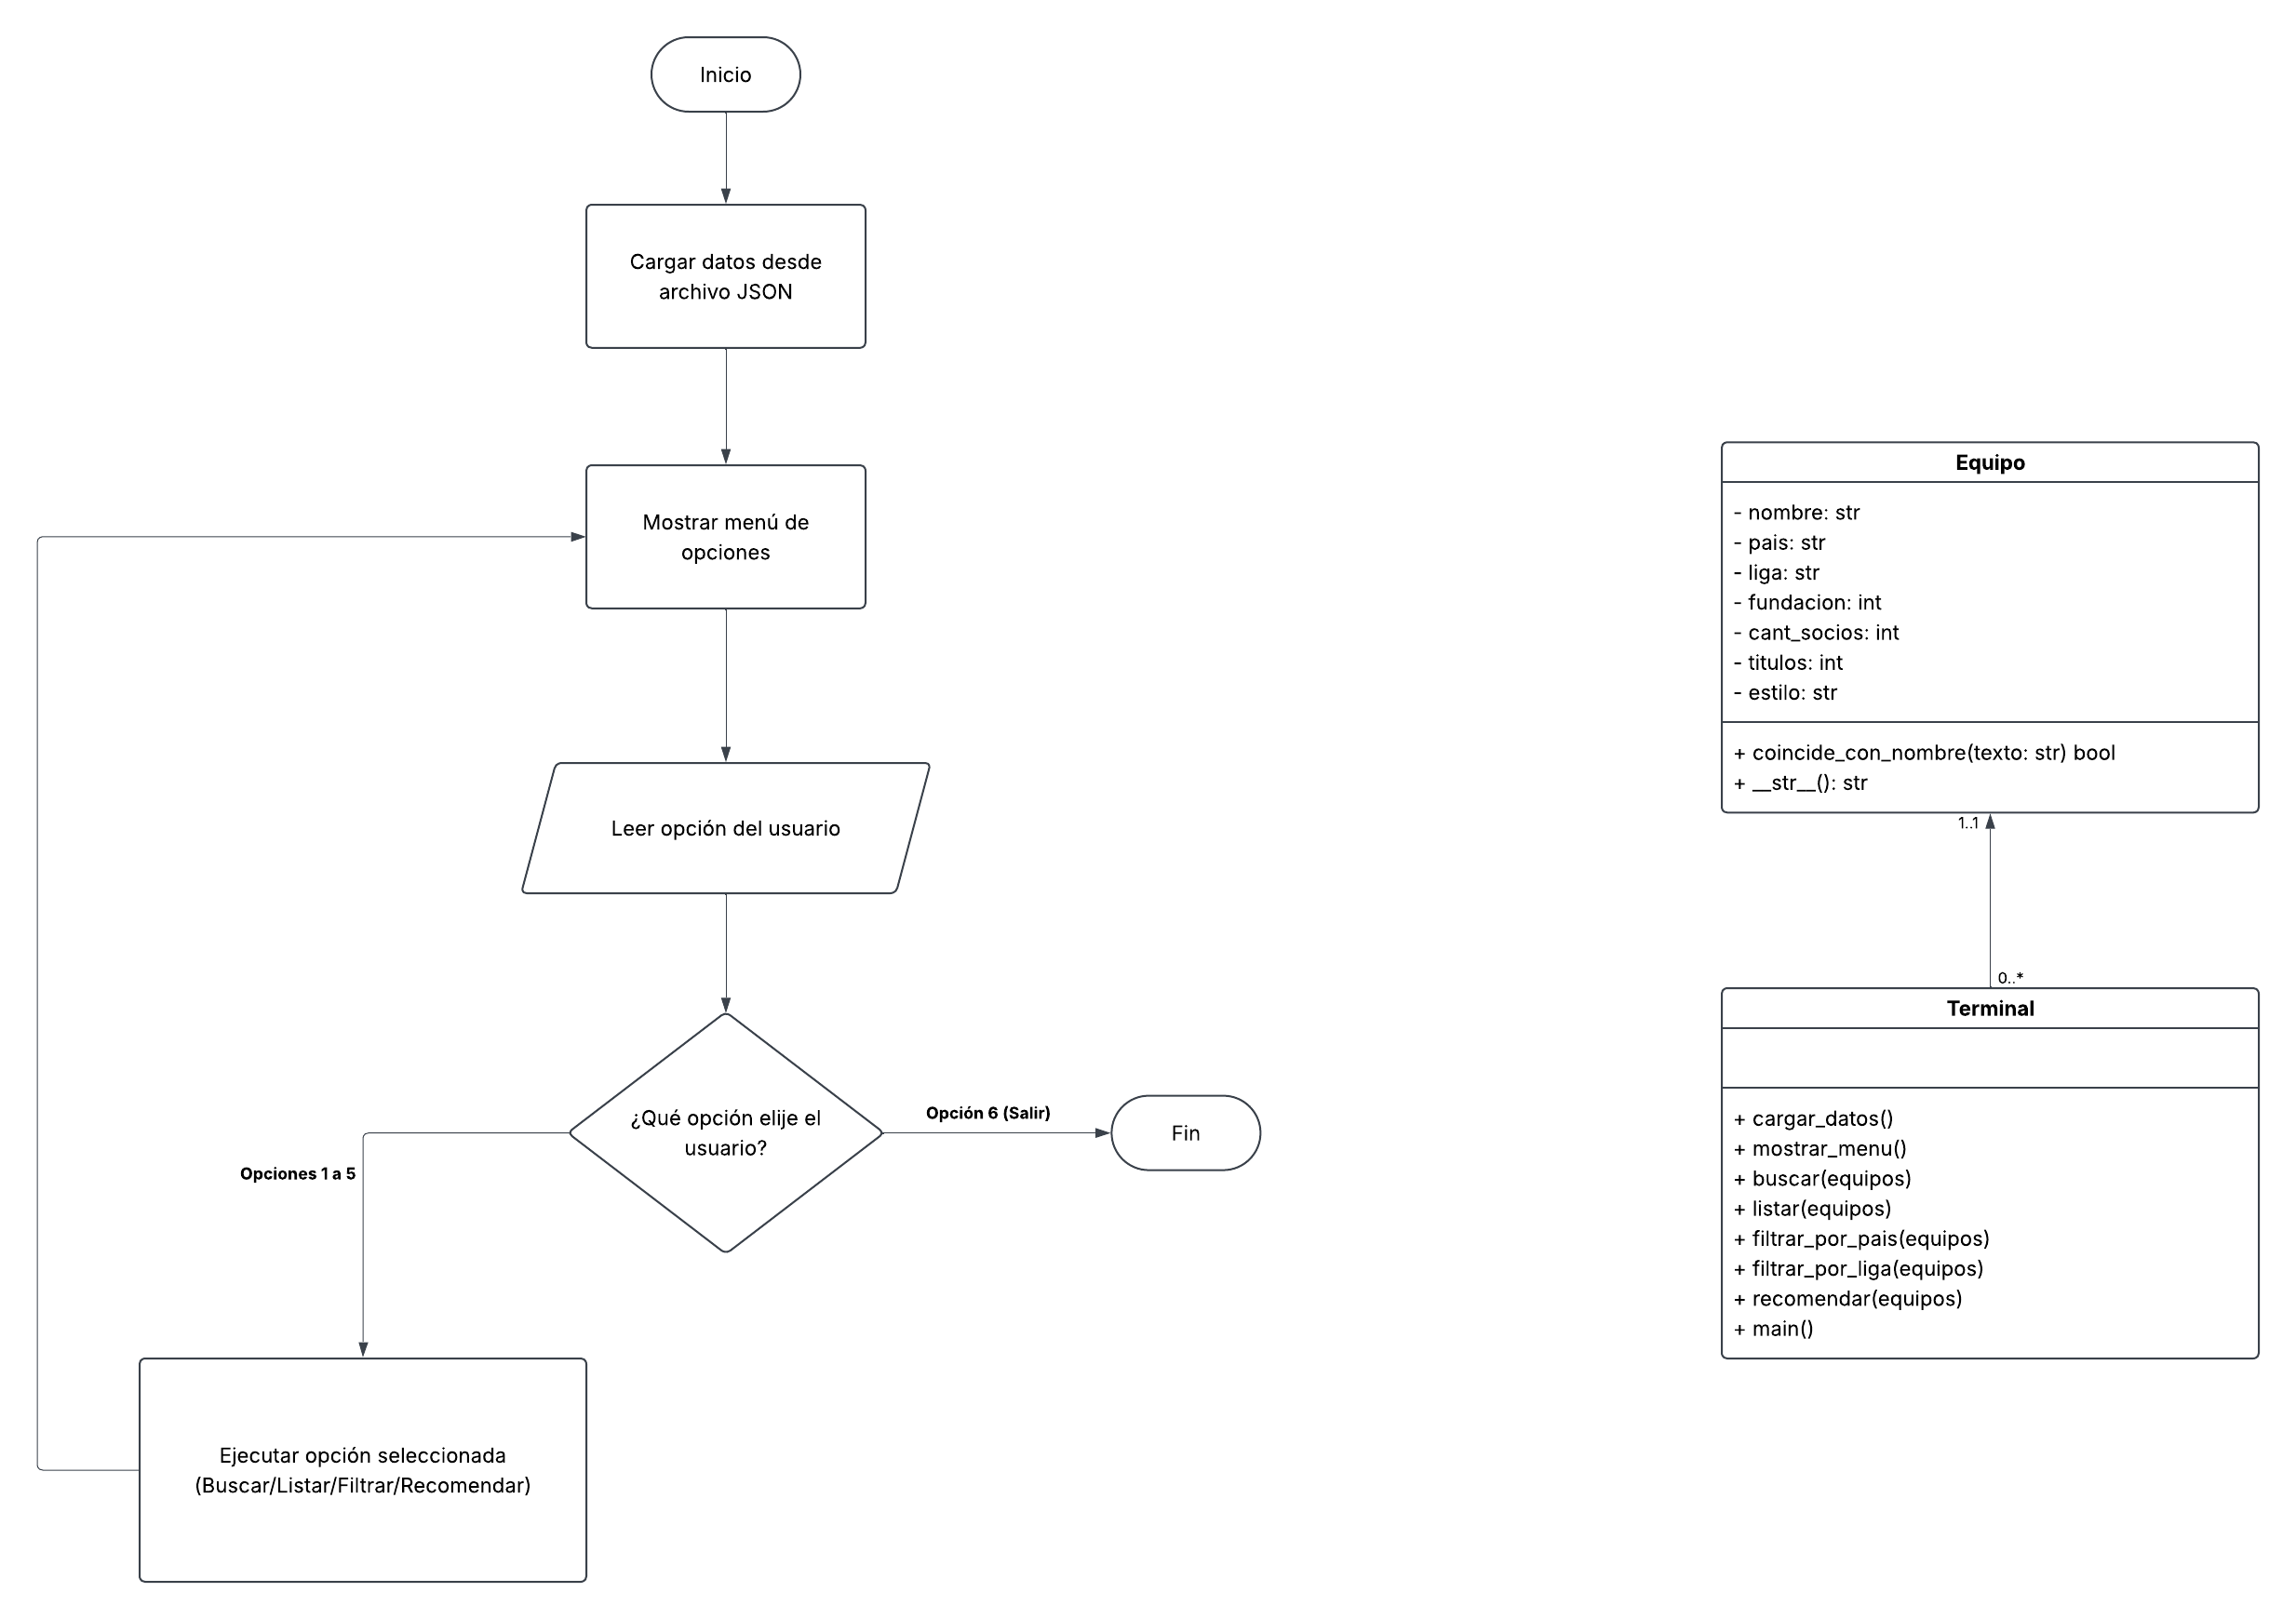 Inicio
Cargar datos desde
archivo JSON
Mostrar menú de
opciones
Leer opción del usuario
¿Qué opción elije el
usuario?
Opción 6 (Salir)
Fin
Opciones 1 a 5
Ejecutar opción seleccionada
(Buscar/Listar/Filtrar/Recomendar)
Equipo
- nombre: str
- pais: str
- liga: str
- fundacion: int
- cant_socios: int
- titulos: int
- estilo: str
+ coincide_con_nombre(texto: str) bool
+ __str__(): str
1..1
0..*
Terminal
+ cargar_datos()
+ mostrar_menu()
+ buscar(equipos)
+ listar(equipos)
+ filtrar_por_pais(equipos)
+ filtrar_por_liga(equipos)
+ recomendar(equipos)
+ main()